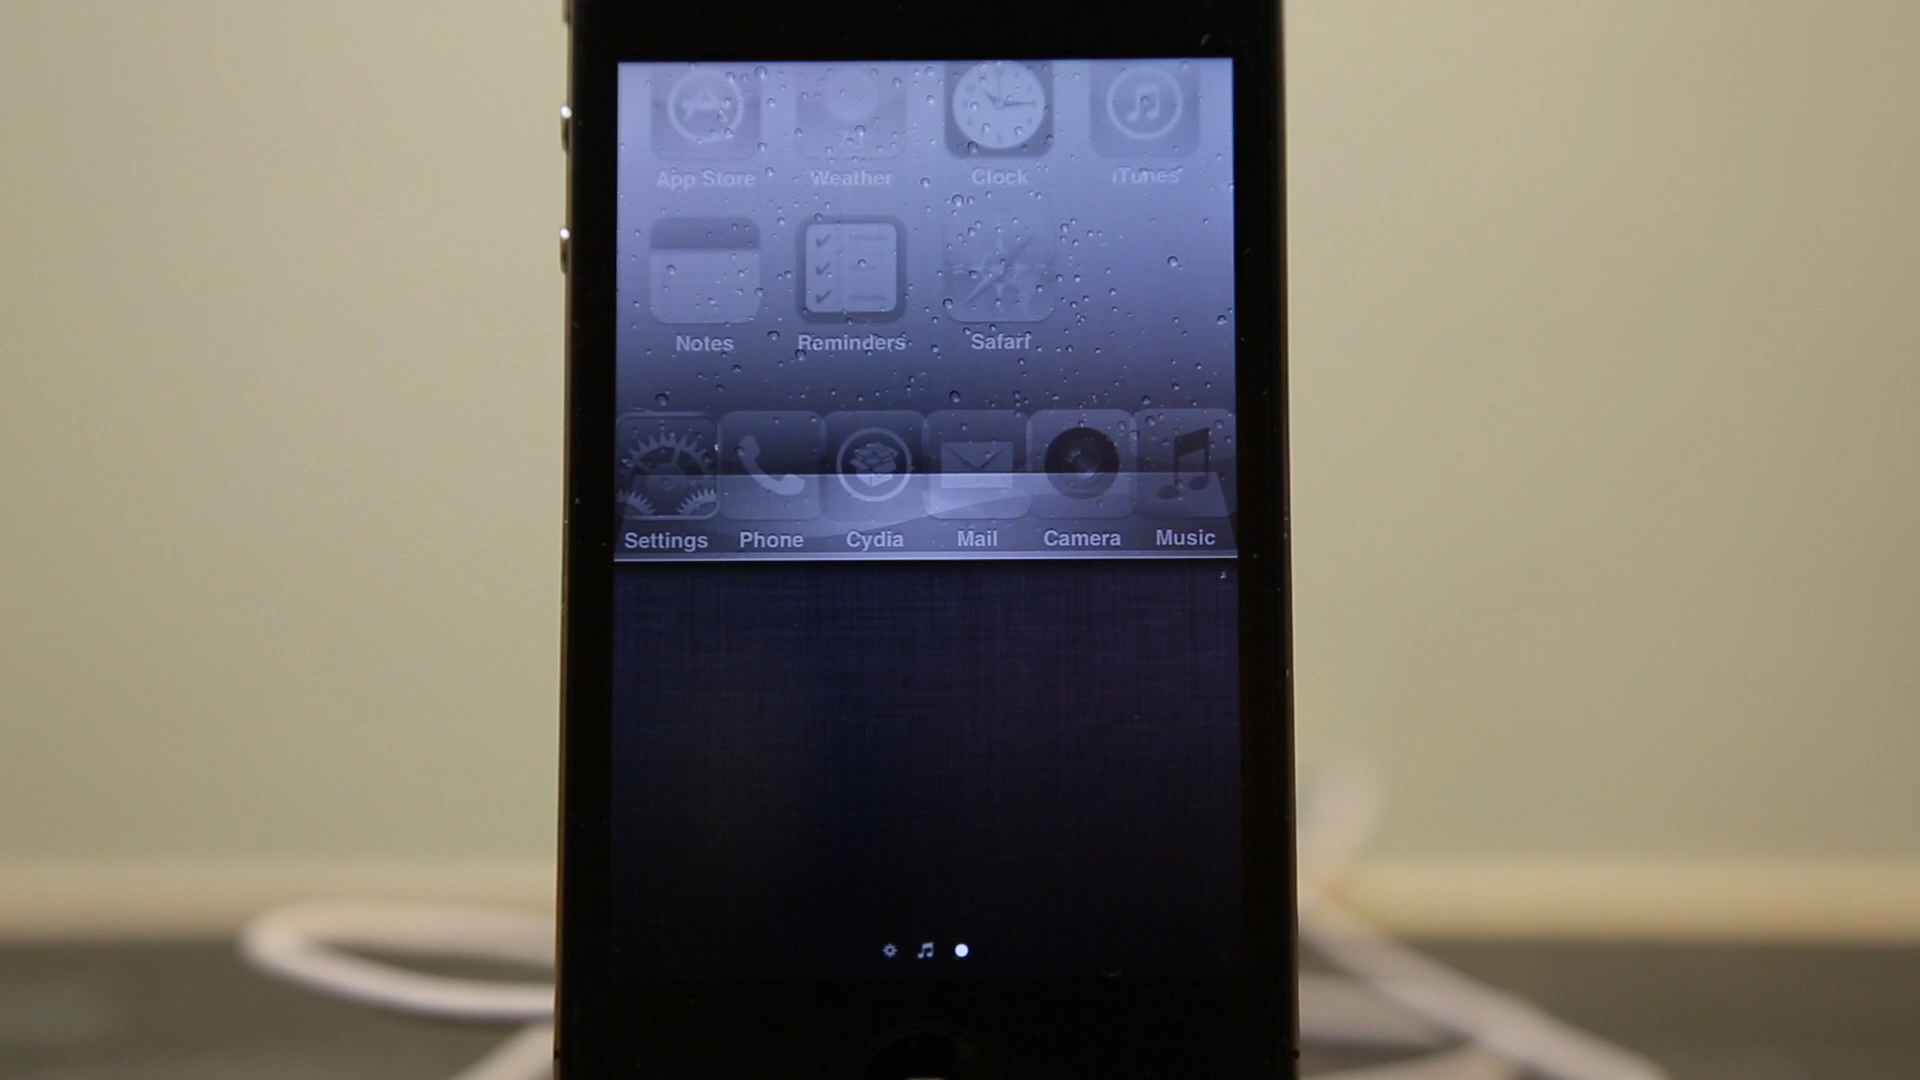 App Store Weather Clock iTunes
Notes Reminders Safari
Settings Phone Cydia Mail Camera Music